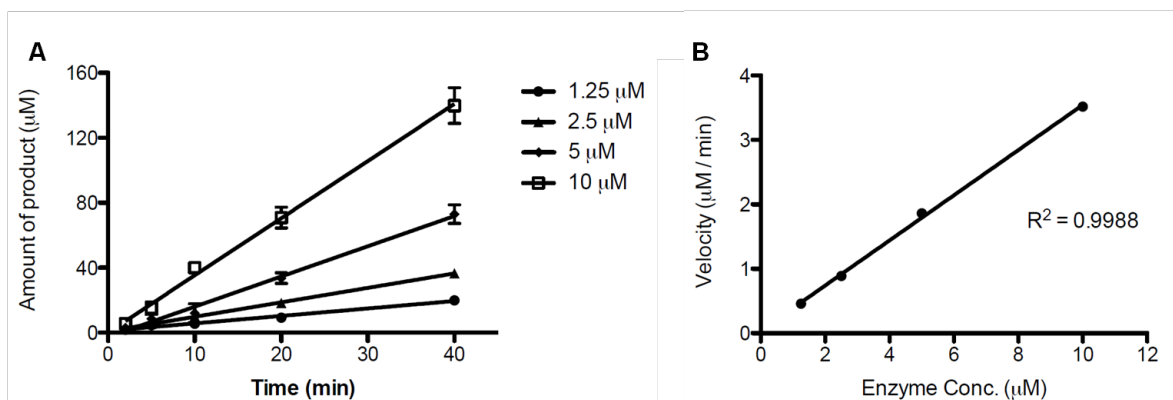 A
160
120
80
40
0
0
10
20
30
40
Amount of product (μM)
Time (min)
1.25 μM
2.5 μM
5 μM
10 μM
B
4
3
2
1
0
0
2
4
6
8
10
12
Velocity (μM / min)
Enzyme Conc. (μM)
R² = 0.9988